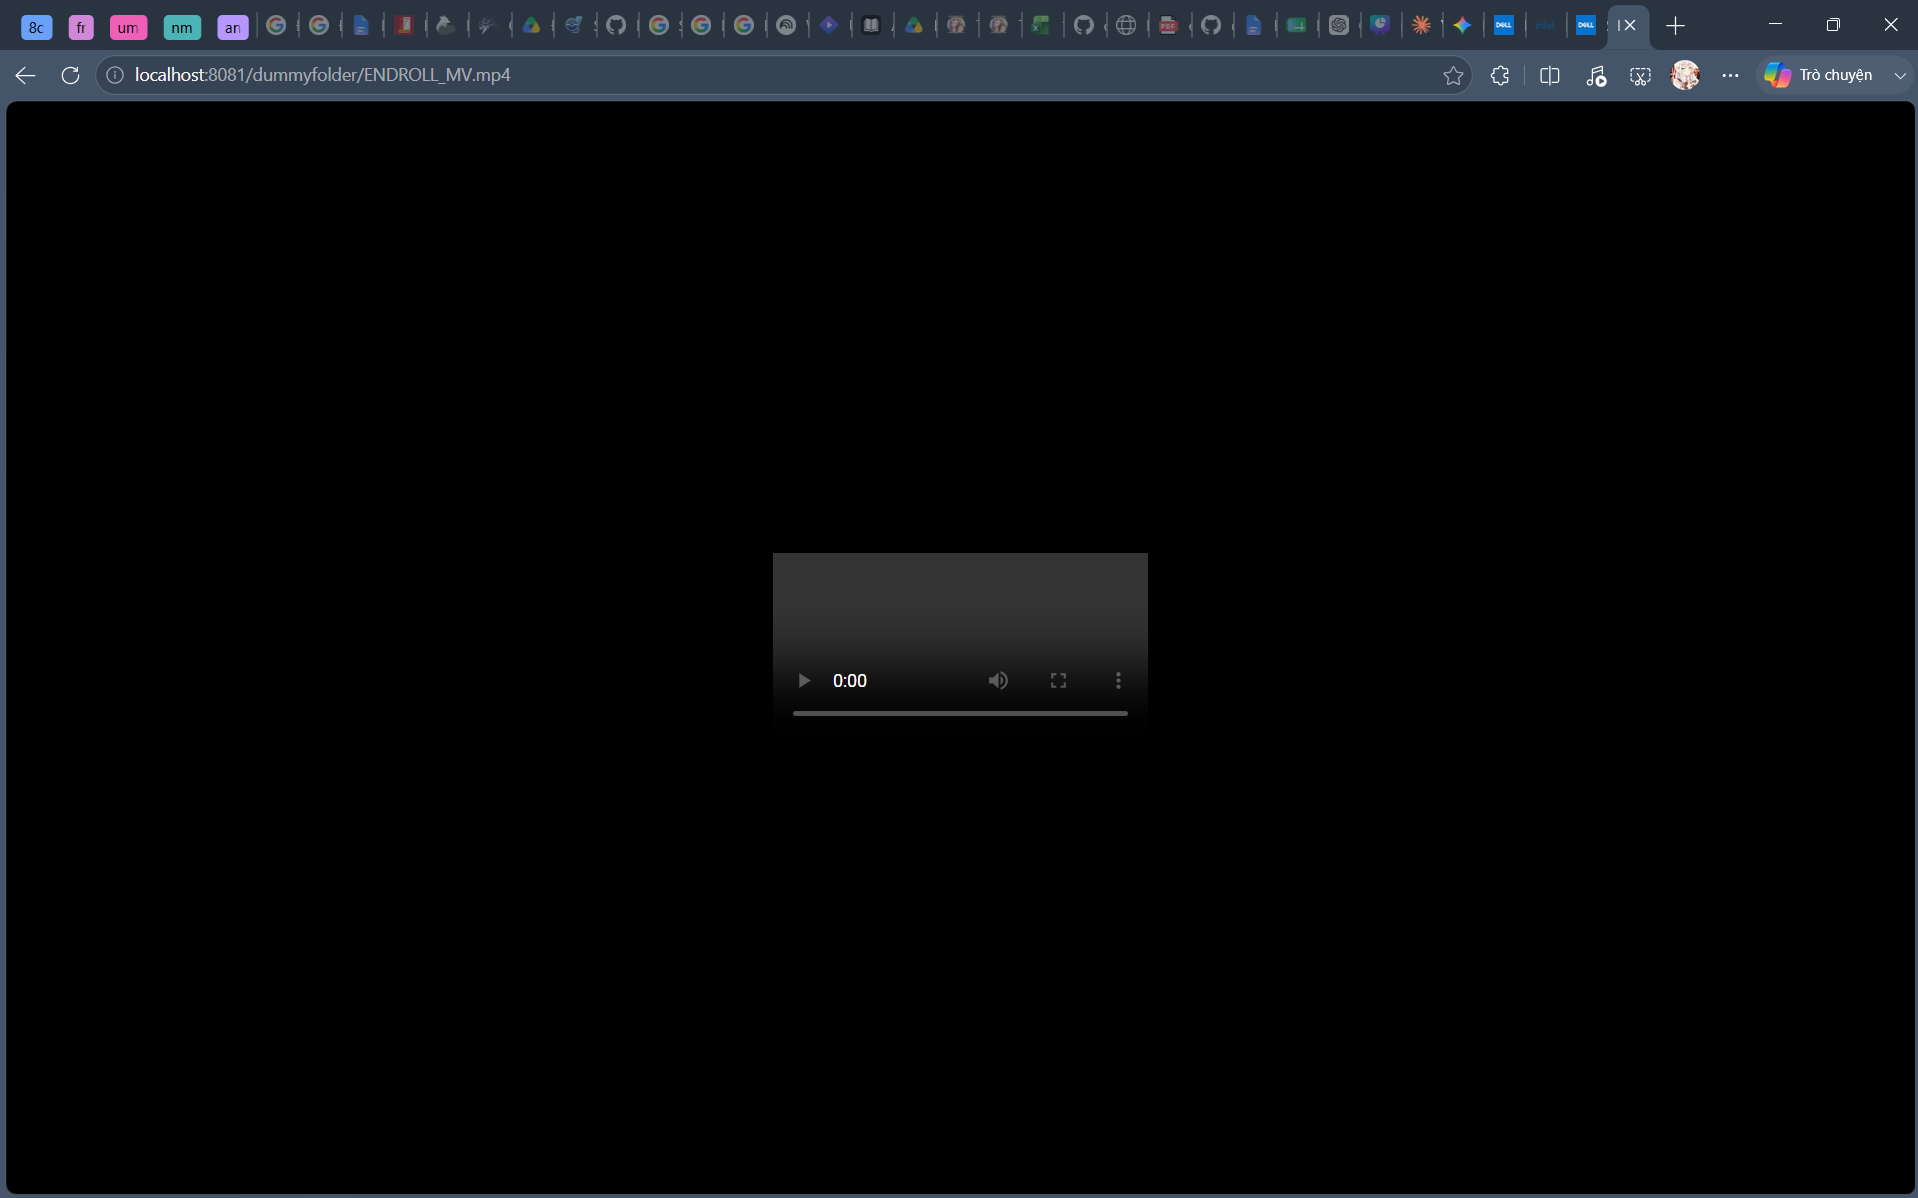 8c fr um nm an
localhost:8081/dummyfolder/ENDROLL_MV.mp4 Trò chuyện
0:00